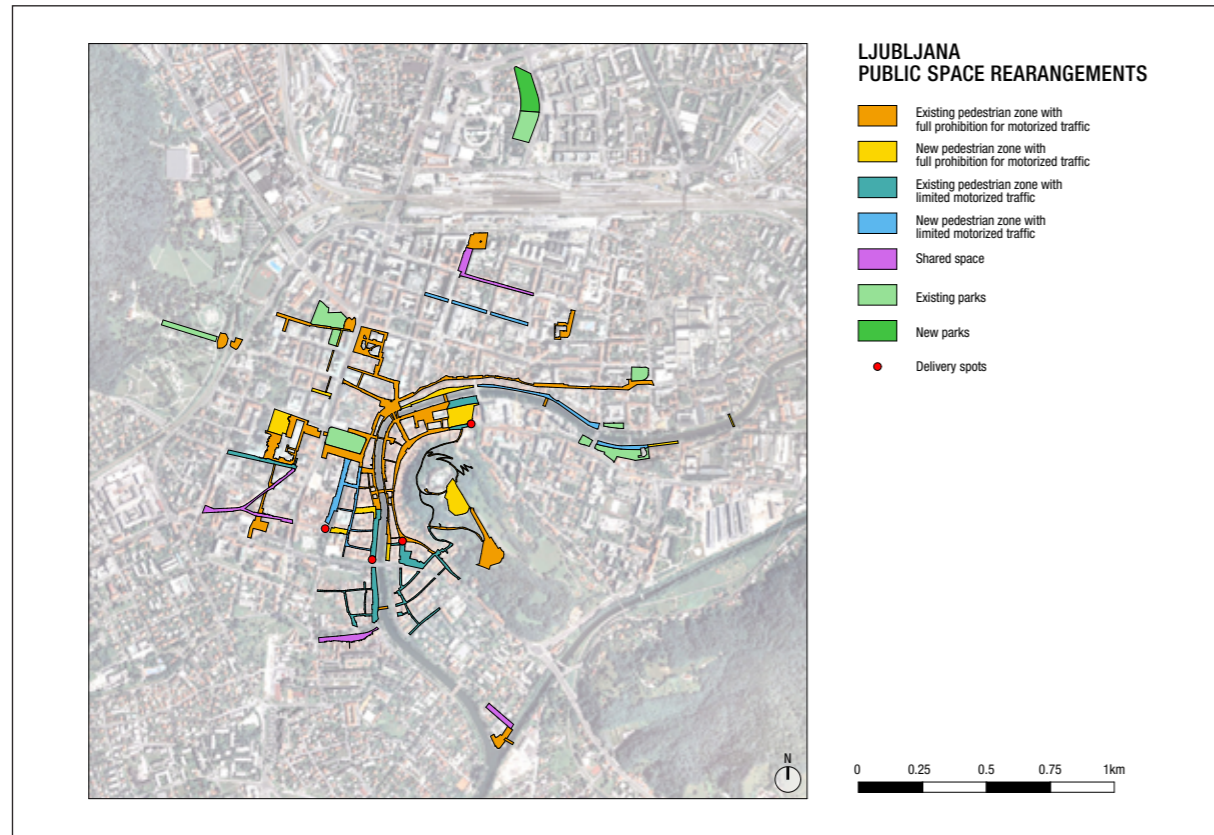 LJUBLJANA
PUBLIC SPACE REARANGEMENTS
Existing pedestrian zone with
full prohibition for motorized traffic
New pedestrian zone with
full prohibition for motorized traffic
Existing pedestrian zone with
limited motorized traffic
New pedestrian zone with
limited motorized traffic
Shared space
Existing parks
New parks
Delivery spots
N
0 0.25 0.5 0.75 1km